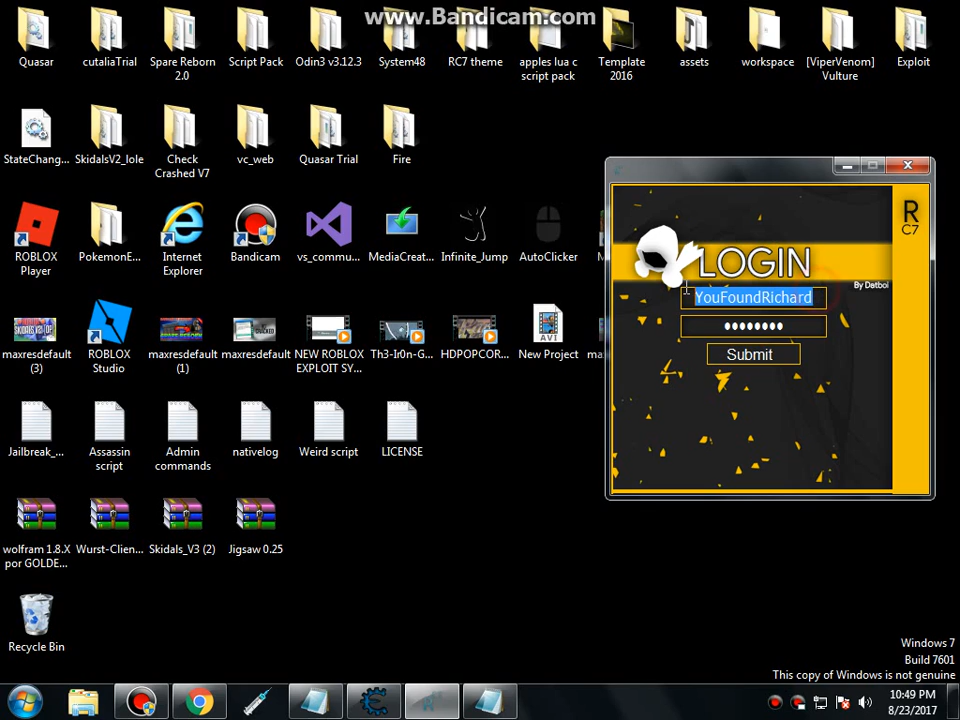 www.Bandicam.com
Quasar
cutaliaTrial
Spare Reborn
2.0
Script Pack
Odin3 v3.12.3
System48
RC7 theme
apples lua c
script pack
Template
2016
assets
workspace
[ViperVenom]
Vulture
Exploit
StateChang...
SkidalsV2_lole
Check
Crashed V7
vc_web
Quasar Trial
Fire
ROBLOX
Player
PokemonE...
Internet
Explorer
Bandicam
vs_commu...
MediaCreat...
Infinite_Jump
AutoClicker
R
C7
LOGIN
By Datboi
YouFoundRichard
Submit
maxresdefault
(3)
ROBLOX
Studio
maxresdefault
(1)
maxresdefault
NEW ROBLOX
EXPLOIT SY...
Th3-Ir0n-G...
HDPOPCOR...
New Project
Jailbreak_...
Assassin
script
Admin
commands
nativelog
Weird script
LICENSE
wolfram 1.8.X
por GOLDE...
Wurst-Clien...
Skidals_V3 (2)
Jigsaw 0.25
Recycle Bin
Windows 7
Build 7601
This copy of Windows is not genuine
10:49 PM
8/23/2017